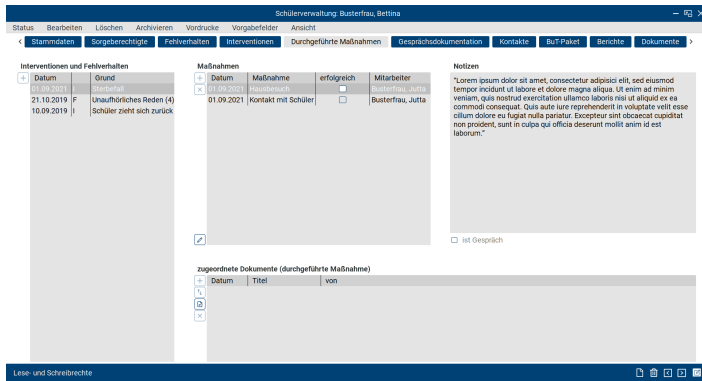 Schülerverwaltung: Busterfrau, Bettina
Status Bearbeiten Löschen Archivieren Vordrucke Vorgabefelder Ansicht
Stammdaten Sorgeberechtigte Fehlverhalten Interventionen Durchgeführte Maßnahmen Gesprächsdokumentation Kontakte BuT-Paket Berichte Dokumente
Interventionen und Fehlverhalten
Datum Grund
01.09.2021 I Sterbefall
21.10.2019 F Unaufhörliches Reden (4)
10.09.2019 I Schüler zieht sich zurück
Maßnahmen
Datum Maßnahme erfolgreich Mitarbeiter
01.09.2021 Hausbesuch Busterfrau, Jutta
01.09.2021 Kontakt mit Schüler Busterfrau, Jutta
Notizen
"Lorem ipsum dolor sit amet, consectetur adipisici elit, sed eiusmod
tempor incidunt ut labore et dolore magna aliqua. Ut enim ad minim
veniam, quis nostrud exercitation ullamco laboris nisi ut aliquid ex ea
commodi consequat. Quis aute iure reprehenderit in voluptate velit esse
cillum dolore eu fugiat nulla pariatur. Excepteur sint obcaecat cupiditat
non proident, sunt in culpa qui officia deserunt mollit anim id est
laborum."
ist Gespräch
zugeordnete Dokumente (durchgeführte Maßnahme)
Datum Titel von
Lese- und Schreibrechte